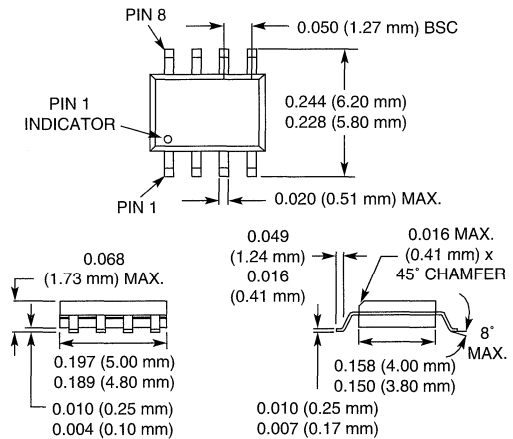 PIN 8
0.050 (1.27 mm) BSC
PIN 1
INDICATOR
0.244 (6.20 mm)
0.228 (5.80 mm)
PIN 1
0.020 (0.51 mm) MAX.
0.068
(1.73 mm) MAX.
0.197 (5.00 mm)
0.189 (4.80 mm)
0.010 (0.25 mm)
0.004 (0.10 mm)
0.049
(1.24 mm)
0.016
(0.41 mm)
0.016 MAX.
(0.41 mm) x
45° CHAMFER
8°
MAX.
0.158 (4.00 mm)
0.150 (3.80 mm)
0.010 (0.25 mm)
0.007 (0.17 mm)